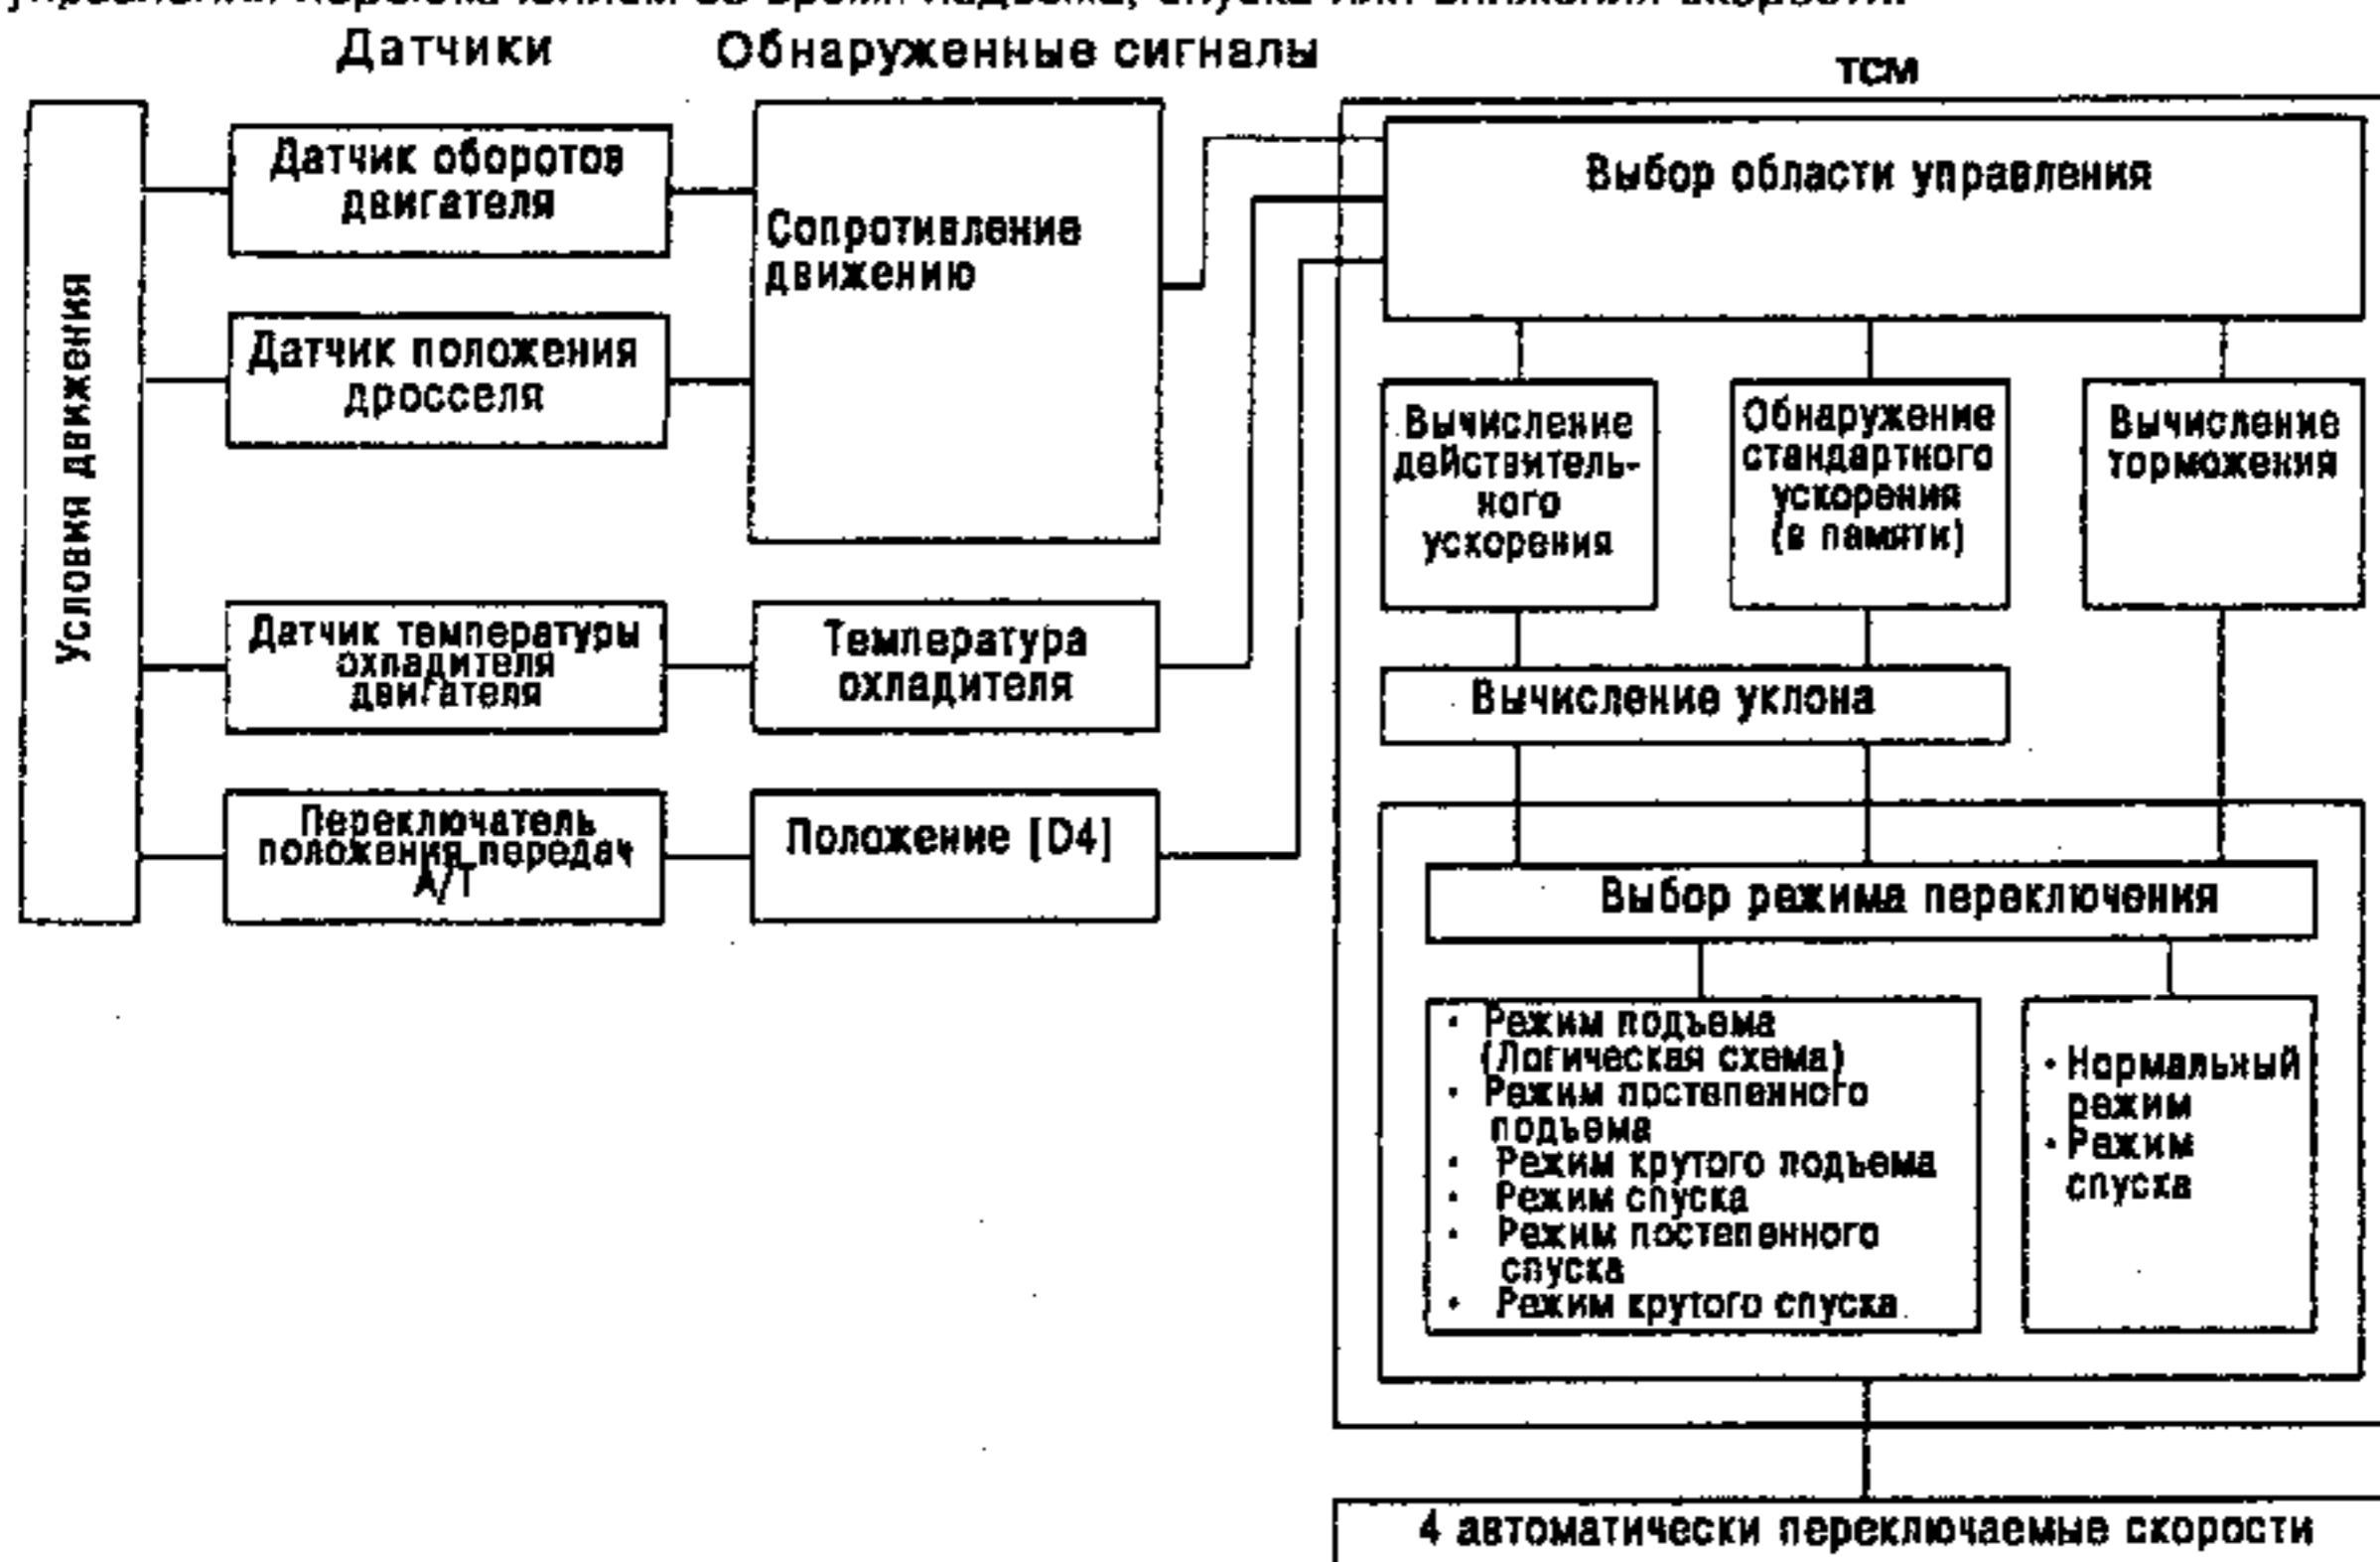 Датчики
Обнаруженные сигналы
TCM
Условия движения
Датчик оборотов
двигателя
Датчик положения
дросселя
Датчик температуры
охладителя
двигателя
Переключатель
положения передач
А/Т
Сопротивление
движению
Температура
охладителя
Положение [D4]
Выбор области управления
Вычисление
действитель-
ного
ускорения
Обнаружение
стандартного
ускорения
(в памяти)
Вычисление
торможения
Вычисление уклона
Выбор режима переключения
· Режим подъема
(Логическая схема)
· Режим постепенного
подъема
· Режим крутого подъема
· Режим спуска
· Режим постепенного
спуска
· Режим крутого спуска
· Нормальный
режим
· Режим
спуска
4 автоматически переключаемые скорости